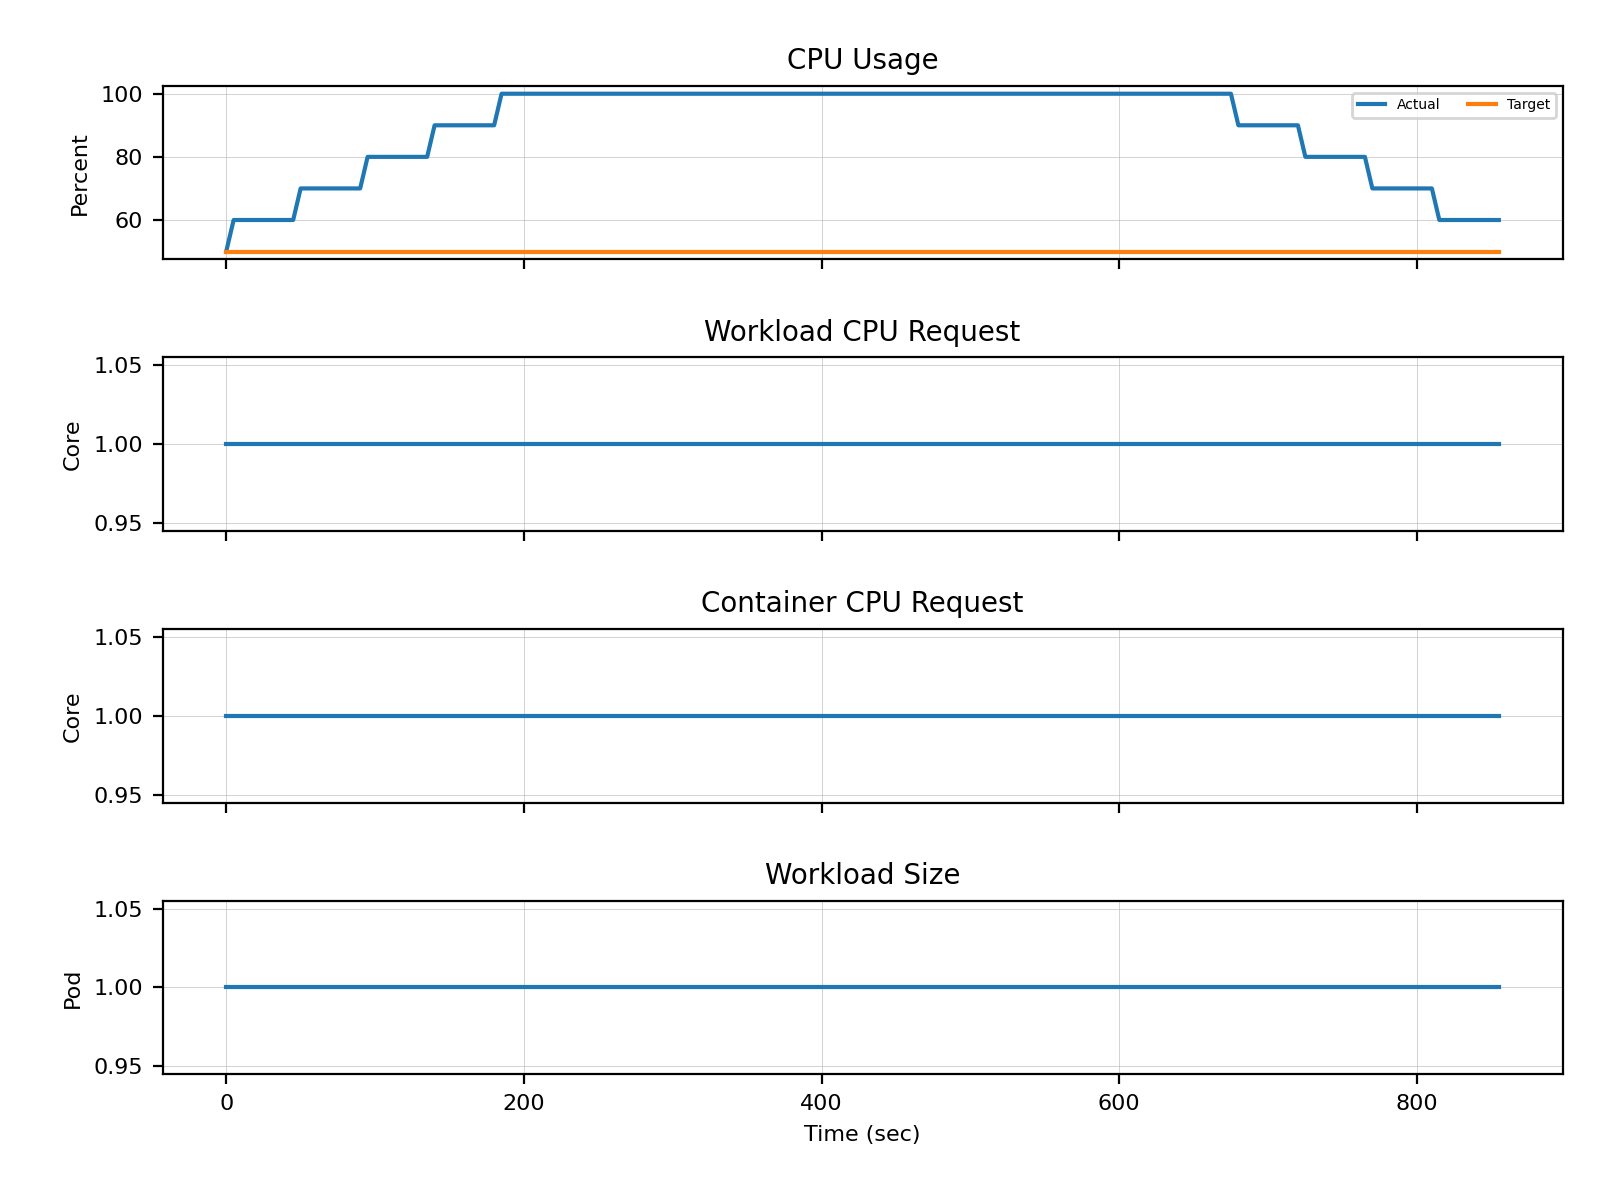 CPU Usage
Percent
100
80
60
Actual Target
Workload CPU Request
Core
1.05
1.00
0.95
Container CPU Request
Core
1.05
1.00
0.95
Workload Size
Pod
1.05
1.00
0.95
0 200 400 600 800
Time (sec)